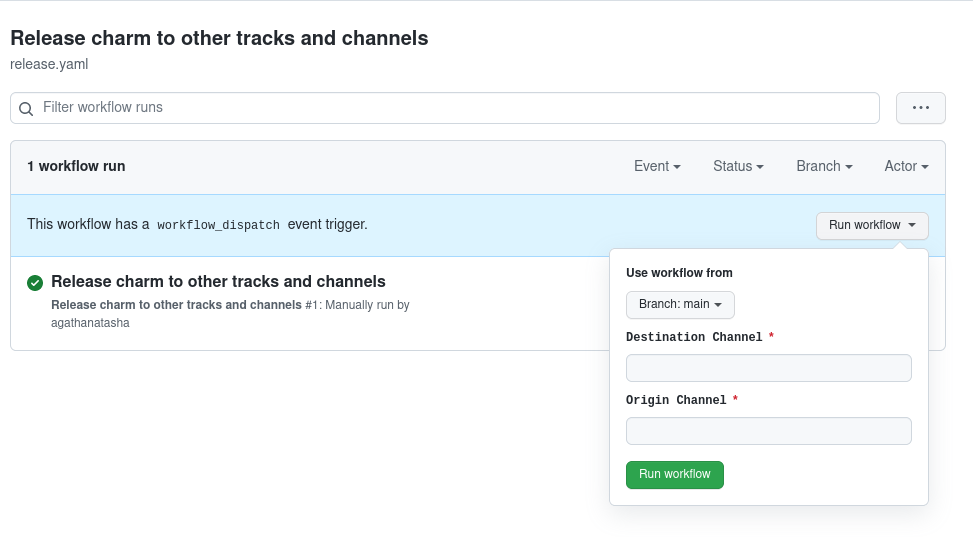 Release charm to other tracks and channels
release.yaml
Filter workflow runs
1 workflow run
Event
Status
Branch
Actor
This workflow has a workflow_dispatch event trigger.
Run workflow
Release charm to other tracks and channels
Release charm to other tracks and channels #1: Manually run by
agathanatasha
Use workflow from
Branch: main
Destination Channel *
Origin Channel *
Run workflow